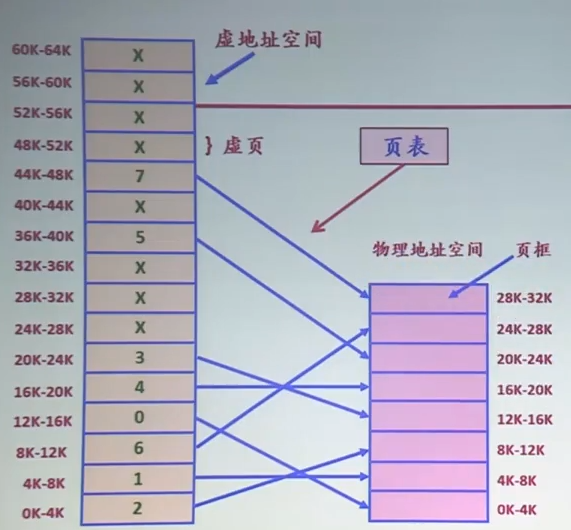 虚地址空间
60K-64K X
56K-60K X
52K-56K X
48K-52K X } 虚页
页表
44K-48K 7
40K-44K X
36K-40K 5
物理地址空间 页框
32K-36K X
28K-32K X 28K-32K
24K-28K X 24K-28K
20K-24K 3 20K-24K
16K-20K 4 16K-20K
12K-16K 0 12K-16K
8K-12K 6 8K-12K
4K-8K 1 4K-8K
0K-4K 2 0K-4K